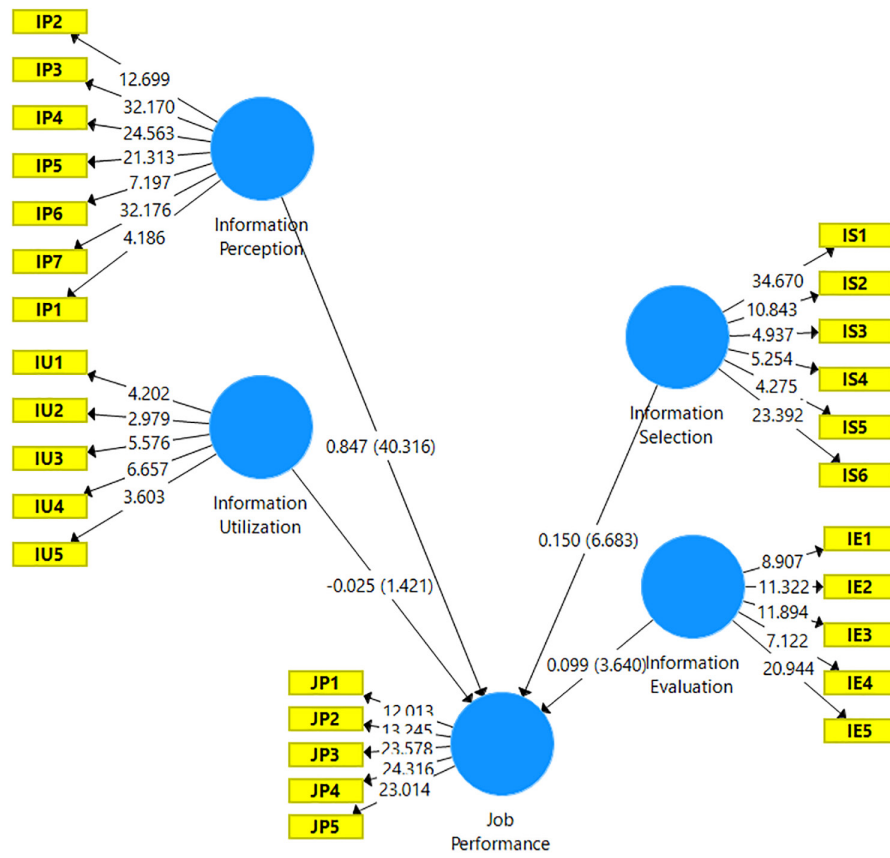 IP2
IP3
IP4
IP5
IP6
IP7
IP1
12.699
32.170
24.563
21.313
7.197
32.176
4.186
Information
Perception
IU1
IU2
IU3
IU4
IU5
4.202
2.979
5.576
6.657
3.603
Information
Utilization
0.847 (40.316)
-0.025 (1.421)
IS1
IS2
IS3
IS4
IS5
IS6
34.670
10.843
4.937
5.254
4.275
23.392
Information
Selection
0.150 (6.683)
IE1
IE2
IE3
IE4
IE5
8.907
11.322
11.894
7.122
20.944
Information
Evaluation
0.099 (3.640)
JP1
JP2
JP3
JP4
JP5
12.013
13.245
23.578
24.316
23.014
Job
Performance